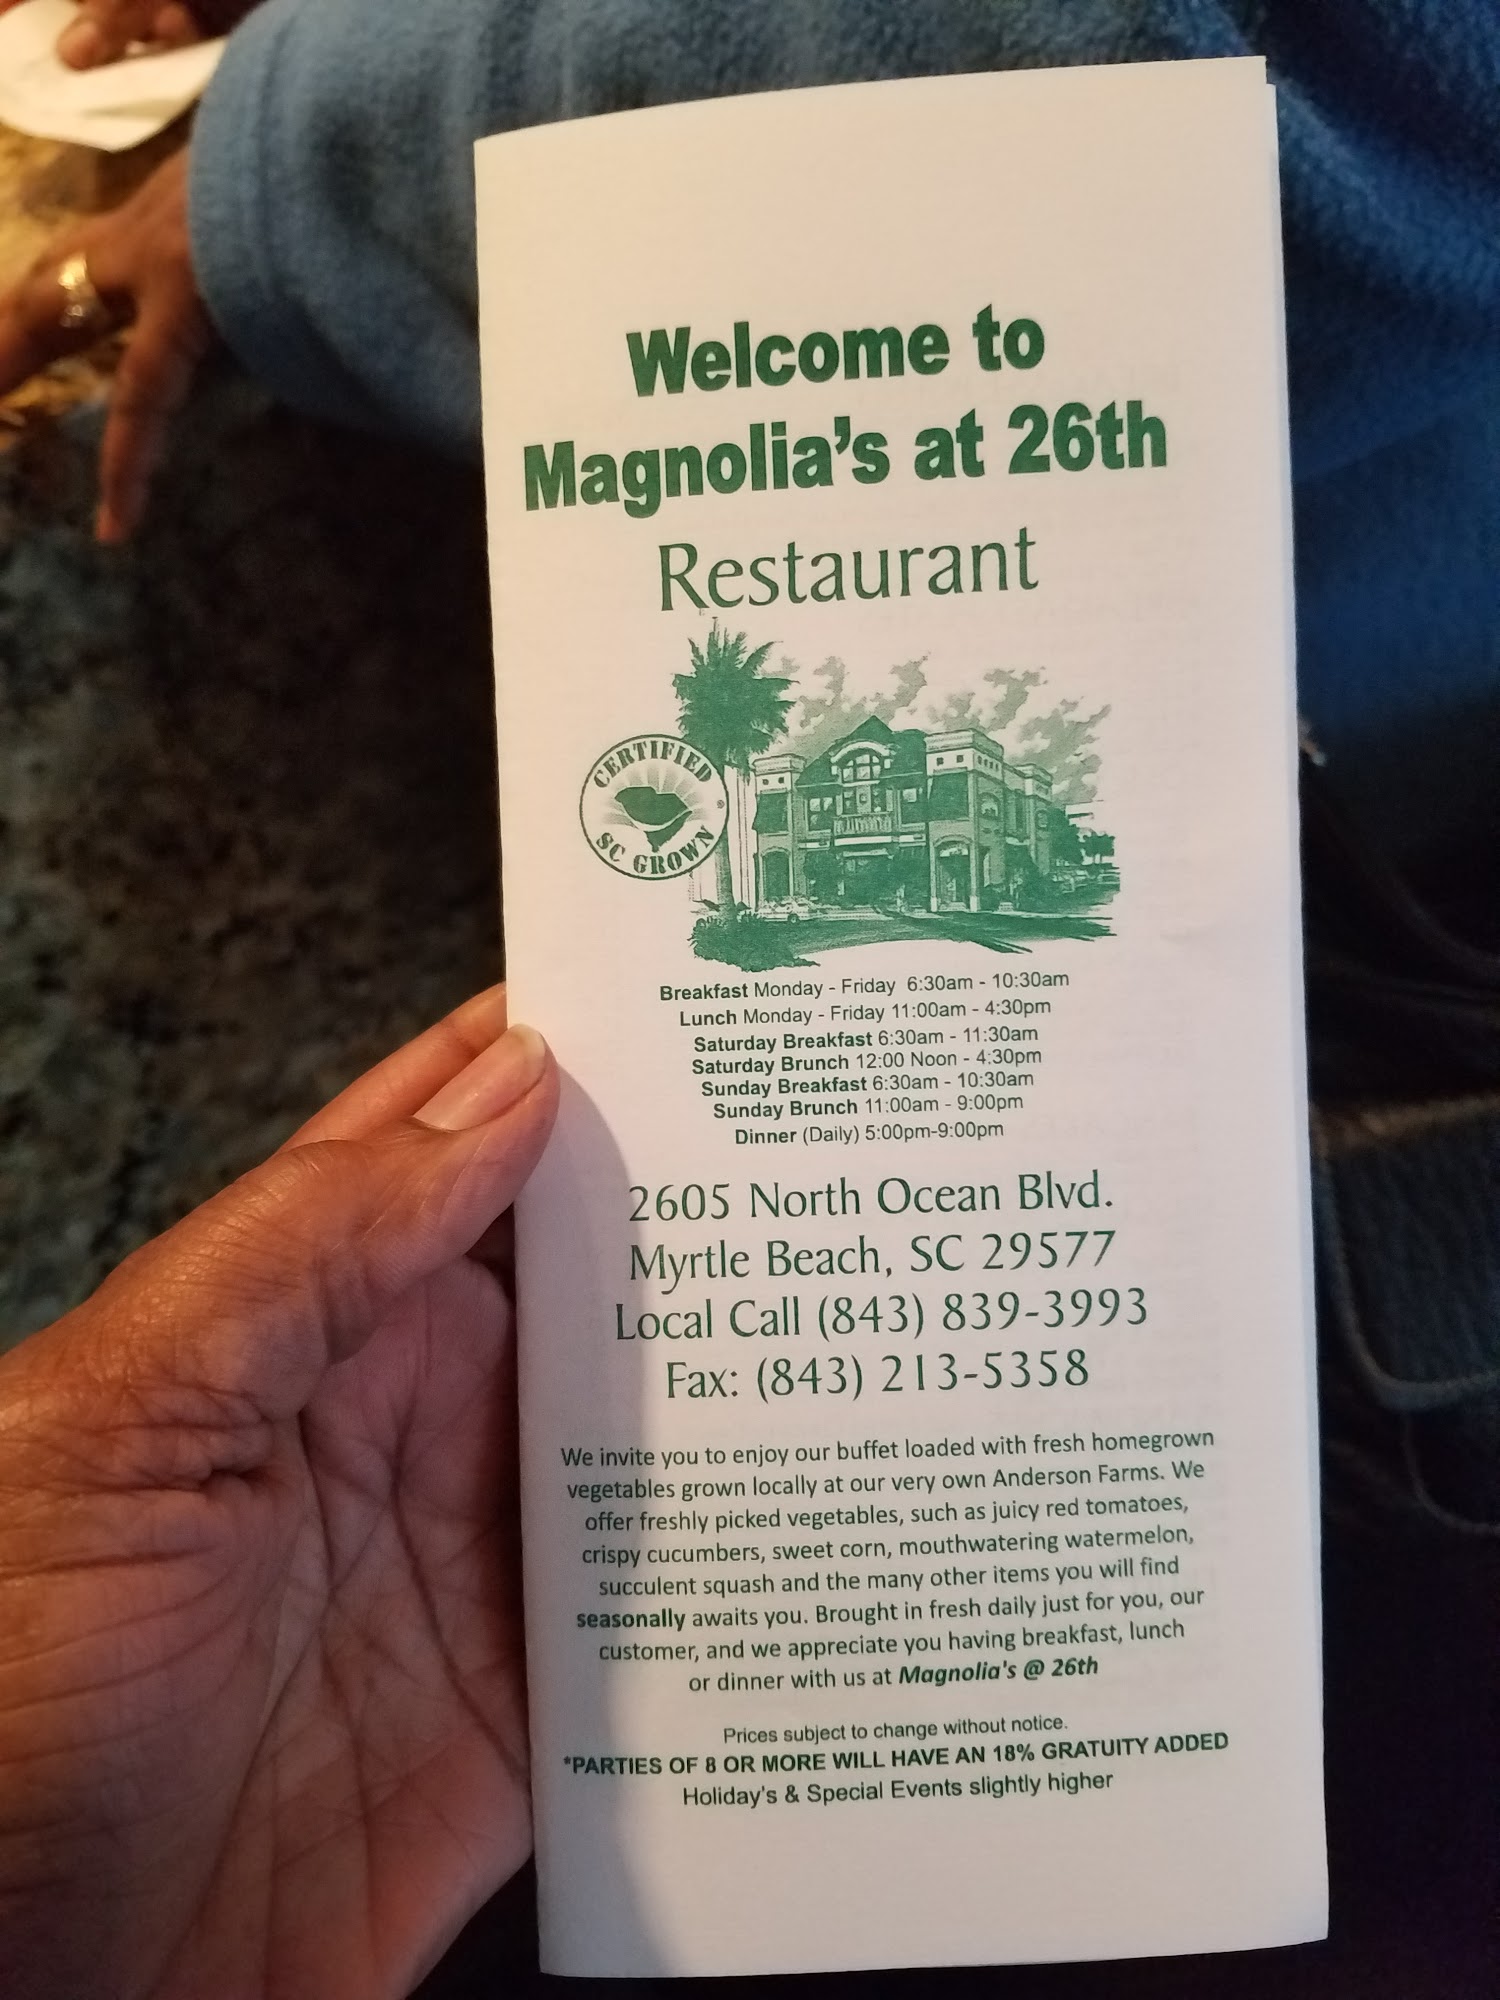 Welcome to
Magnolia's at 26th
Restaurant
CERTIFIED
SC GROWN
®
Breakfast Monday - Friday 6:30am - 10:30am
Lunch Monday - Friday 11:00am - 4:30pm
Saturday Breakfast 6:30am - 11:30am
Saturday Brunch 12:00 Noon - 4:30pm
Sunday Breakfast 6:30am - 10:30am
Sunday Brunch 11:00am - 9:00pm
Dinner (Daily) 5:00pm-9:00pm
2605 North Ocean Blvd.
Myrtle Beach, SC 29577
Local Call (843) 839-3993
Fax: (843) 213-5358
We invite you to enjoy our buffet loaded with fresh homegrown
vegetables grown locally at our very own Anderson Farms. We
offer freshly picked vegetables, such as juicy red tomatoes,
crispy cucumbers, sweet corn, mouthwatering watermelon,
succulent squash and the many other items you will find
seasonally awaits you. Brought in fresh daily just for you, our
customer, and we appreciate you having breakfast, lunch
or dinner with us at Magnolia's @ 26th
Prices subject to change without notice.
*PARTIES OF 8 OR MORE WILL HAVE AN 18% GRATUITY ADDED
Holiday's & Special Events slightly higher